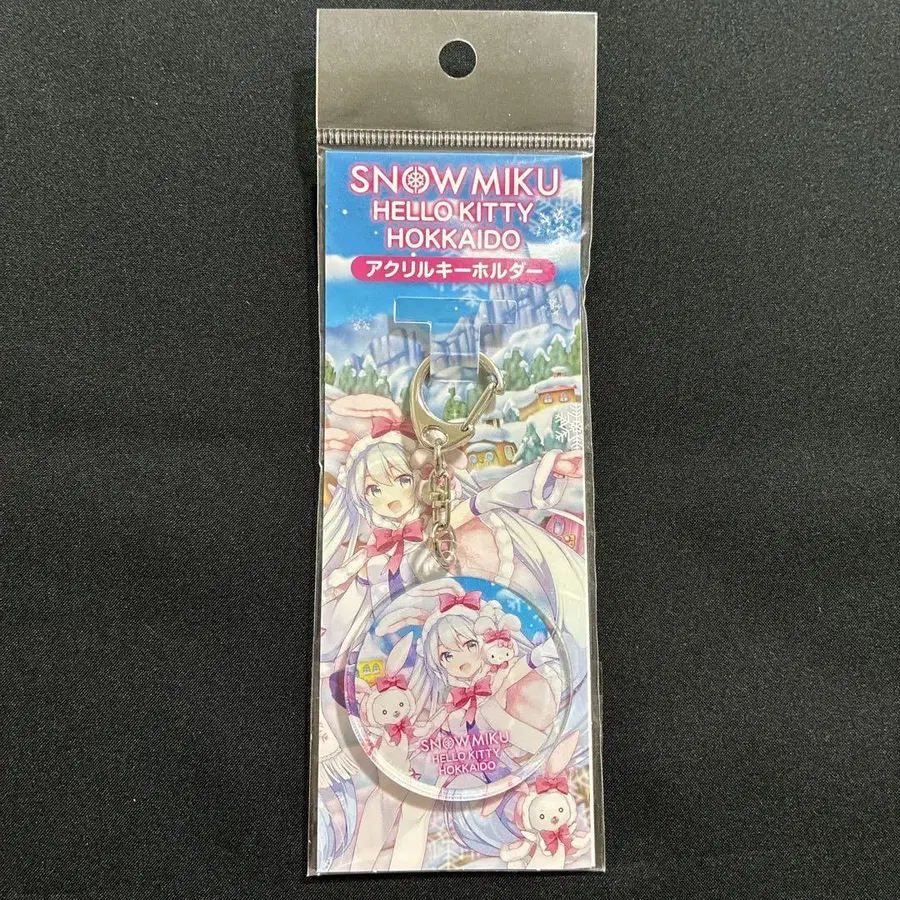 SNOW MIKU
HELLO KITTY
HOKKAIDO
アクリルキーホルダー
SNOW MIKU
HELLO KITTY
HOKKAIDO